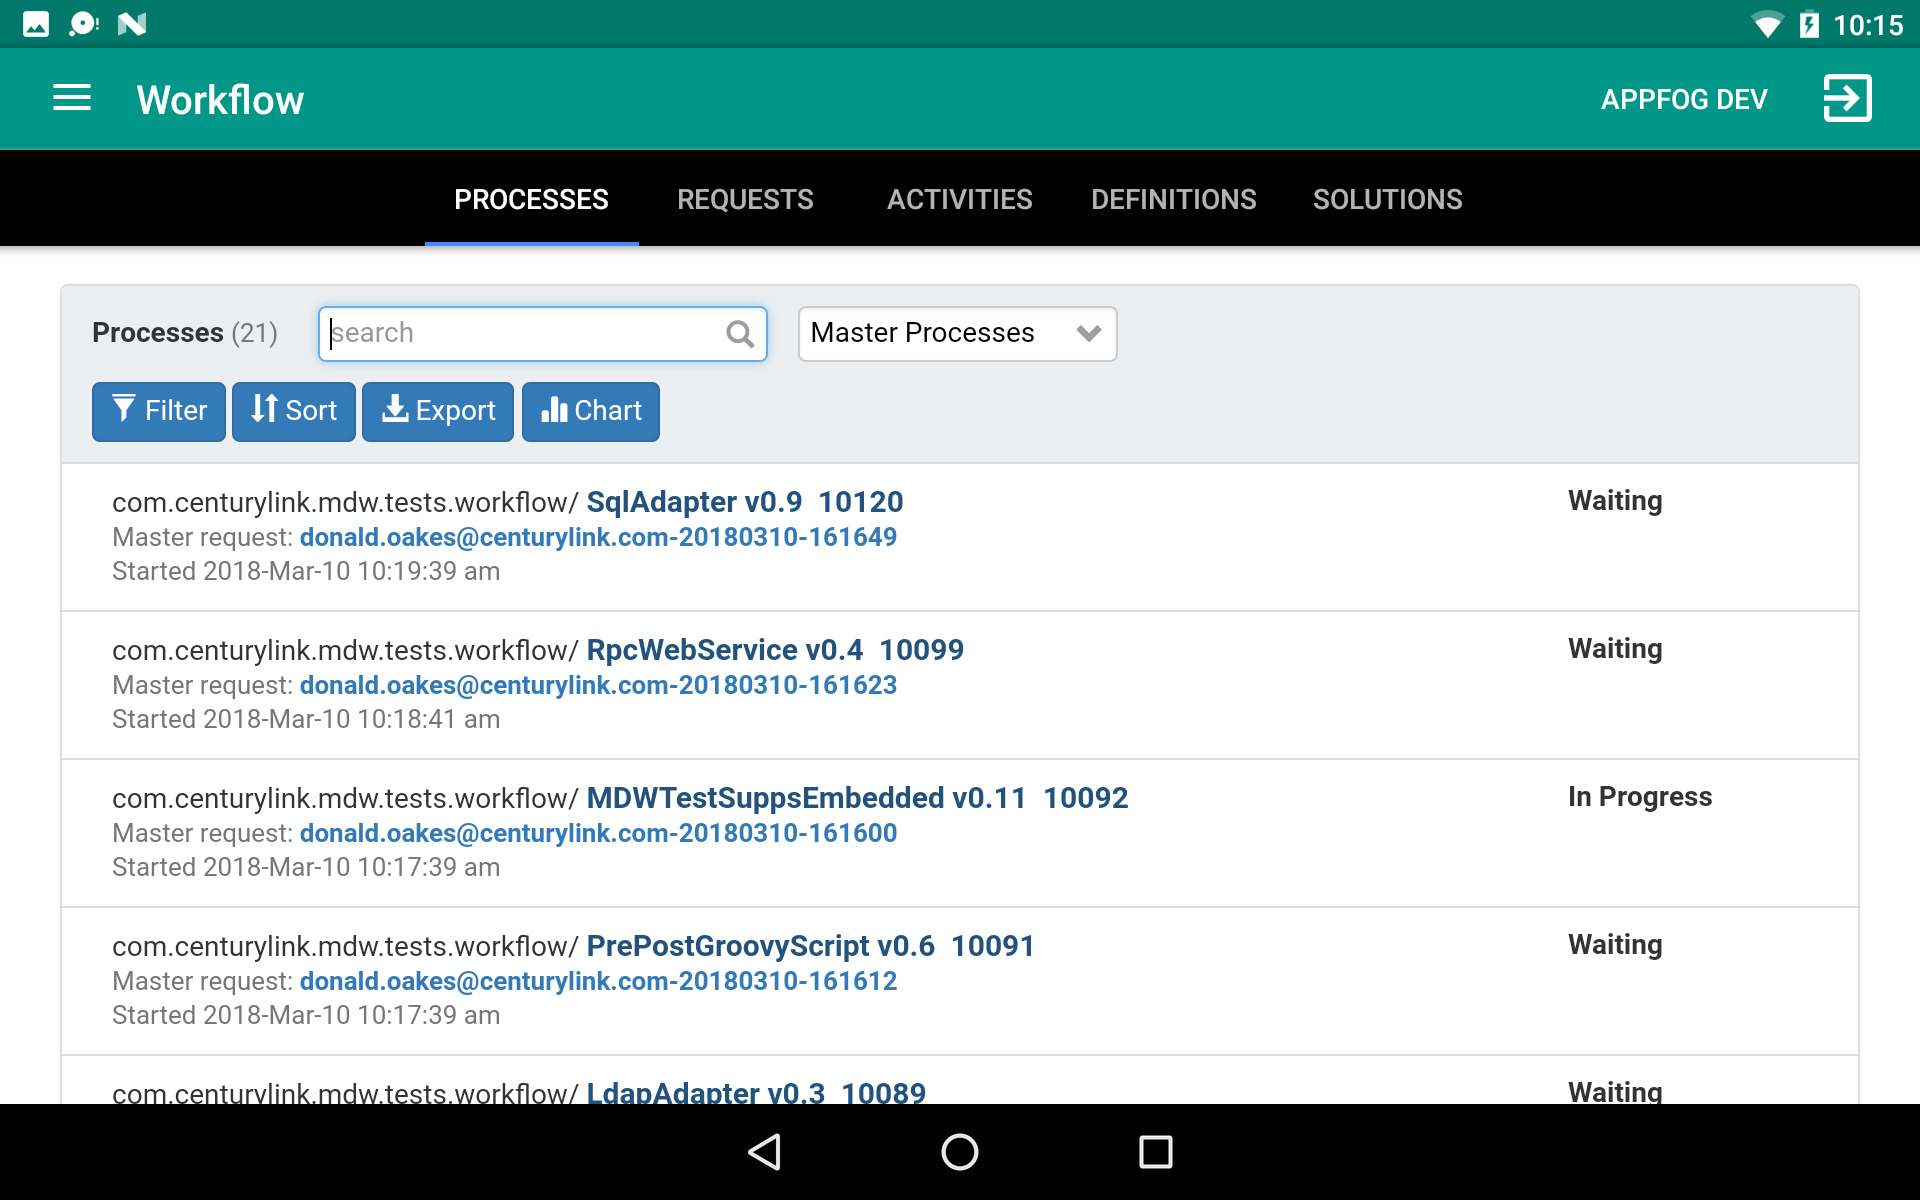 10:15
Workflow APPFOG DEV
PROCESSES REQUESTS ACTIVITIES DEFINITIONS SOLUTIONS
Processes (21) search Master Processes
Filter Sort Export Chart
com.centurylink.mdw.tests.workflow/ SqlAdapter v0.9 10120 Waiting
Master request: donald.oakes@centurylink.com-20180310-161649
Started 2018-Mar-10 10:19:39 am
com.centurylink.mdw.tests.workflow/ RpcWebService v0.4 10099 Waiting
Master request: donald.oakes@centurylink.com-20180310-161623
Started 2018-Mar-10 10:18:41 am
com.centurylink.mdw.tests.workflow/ MDWTestSuppsEmbedded v0.11 10092 In Progress
Master request: donald.oakes@centurylink.com-20180310-161600
Started 2018-Mar-10 10:17:39 am
com.centurylink.mdw.tests.workflow/ PrePostGroovyScript v0.6 10091 Waiting
Master request: donald.oakes@centurylink.com-20180310-161612
Started 2018-Mar-10 10:17:39 am
com.centurylink.mdw.tests.workflow/ LdapAdapter v0.3 10089 Waiting